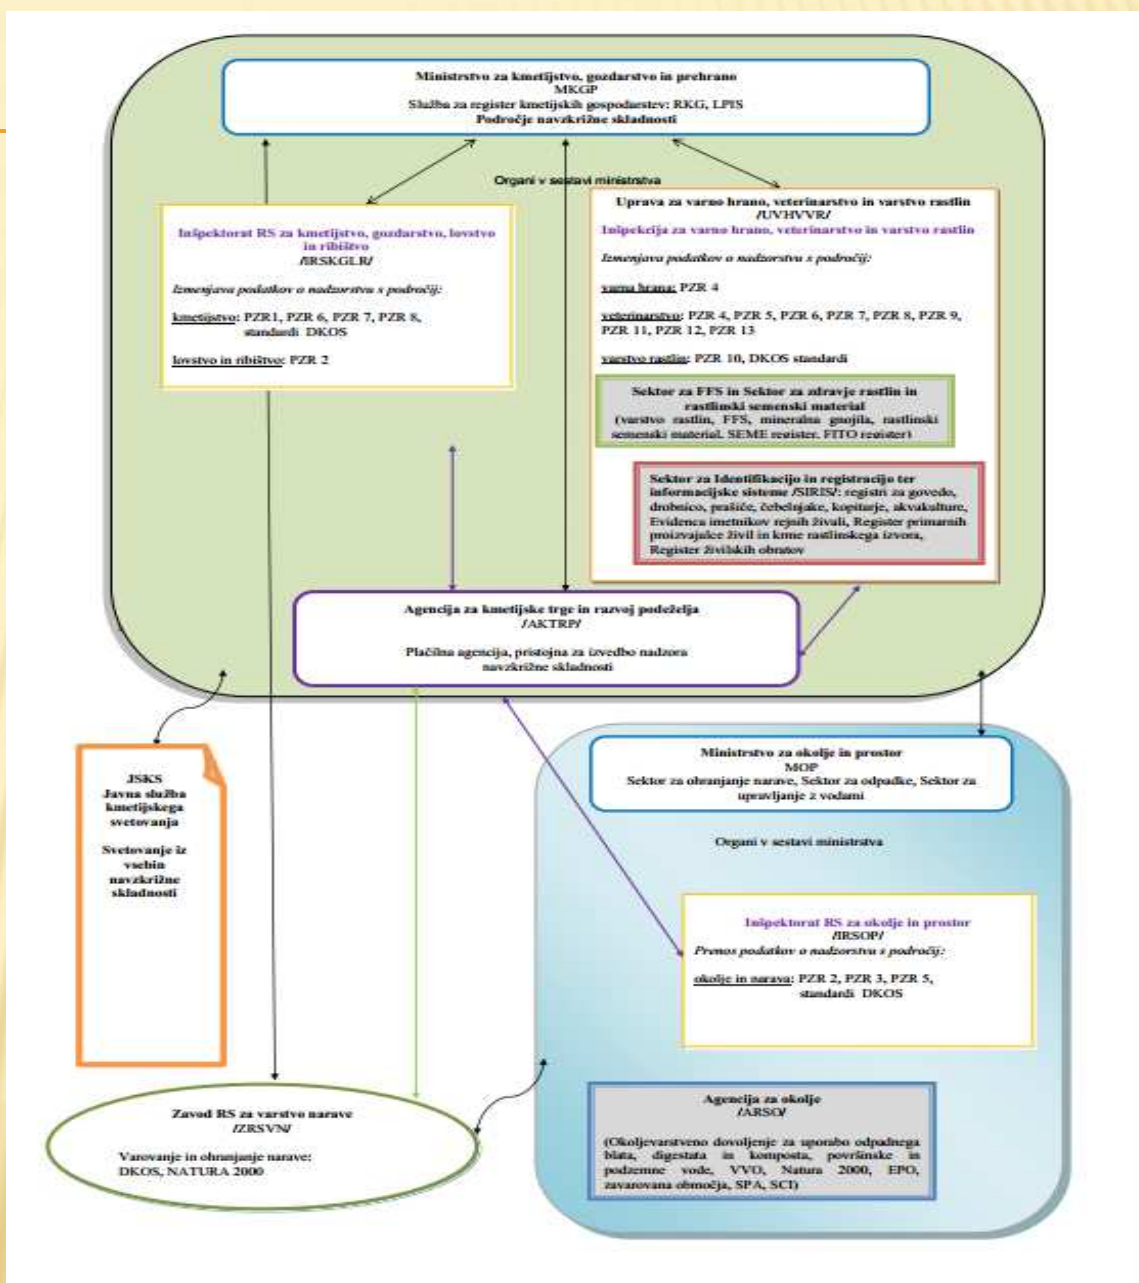 Ministrstvo za kmetijstvo, gozdarstvo in prehrano
MKGP
Služba za register kmetijskih gospodarstev: RKG, LPIS
Področje navzkrižne skladnosti
Organi v sestavi ministrstva
Inšpektorat RS za kmetijstvo, gozdarstvo, lovstvo
in ribištvo
/IRSKGLR/
Izmenjava podatkov o nadzorstvu s področij:
kmetijstvo: PZR1, PZR 6, PZR 7, PZR 8,
standardi DKOS
lovstvo in ribištvo: PZR 2
Uprava za varno hrano, veterinarstvo in varstvo rastlin
/UVHVVR/
Inšpekcija za varno hrano, veterinarstvo in varstvo rastlin
Izmenjava podatkov o nadzorstvu s področij:
varna hrana: PZR 4
veterinarstvo: PZR 4, PZR 5, PZR 6, PZR 7, PZR 8, PZR 9,
PZR 11, PZR 12, PZR 13
varstvo rastlin: PZR 10, DKOS standardi
Sektor za FFS in Sektor za zdravje rastlin in
rastlinski semenski material
(varstvo rastlin, FFS, mineralna gnojila, rastlinski
semenski material, SEME register, FITO register)
Sektor za Identifikacijo in registracijo ter
informacijske sisteme /SIRIS/: registri za govedo,
drobnico, prašiče, čebelnjake, kopitarje, akvakulture,
Evidenca imetnikov rejnih živali, Register primarnih
proizvajalce živil in krme rastlinskega izvora,
Register živilskih obratov
Agencija za kmetijske trge in razvoj podeželja
/AKTRP/
Plačilna agencija, pristojna za izvedbo nadzora
navzkrižne skladnosti
JSKS
Javna služba
kmetijskega
svetovanja
Svetovanje iz
vsebin
navzkrižne
skladnosti
Ministrstvo za okolje in prostor
MOP
Sektor za ohranjanje narave, Sektor za odpadke, Sektor za
upravljanje z vodami
Organi v sestavi ministrstva
Inšpektorat RS za okolje in prostor
/IRSOP/
Prenos podatkov o nadzorstvu s področij:
okolje in narava: PZR 2, PZR 3, PZR 5,
standardi DKOS
Agencija za okolje
/ARSO/
(Okoljevarstveno dovoljenje za uporabo odpadnega
blata, digestata in komposta, površinske in
podzemne vode, VVO, Natura 2000, EPO,
zavarovana območja, SPA, SCI)
Zavod RS za varstvo narave
/ZRSVN/
Varovanje in ohranjanje narave:
DKOS, NATURA 2000